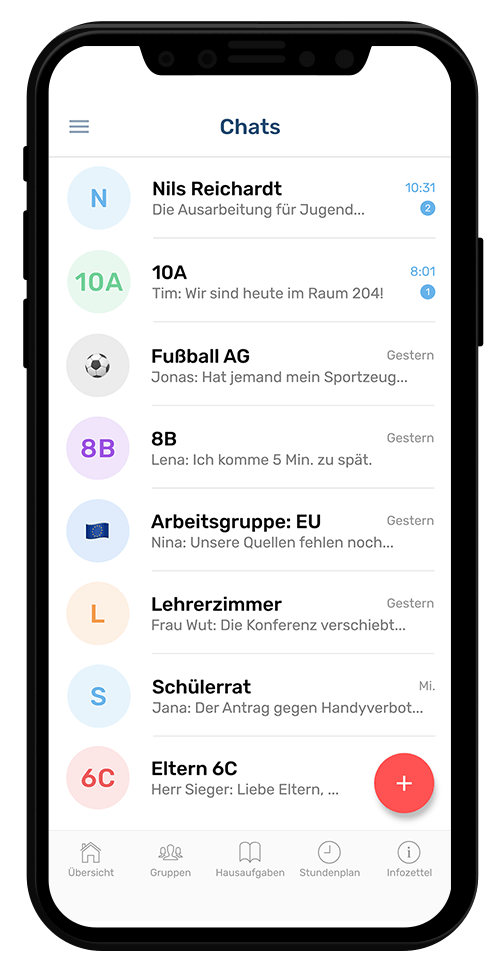 Chats
N
Nils Reichardt
10:31
Die Ausarbeitung für Jugend...
2
10A
10A
8:01
Tim: Wir sind heute im Raum 204!
1
Fußball AG
Gestern
Jonas: Hat jemand mein Sportzeug...
8B
8B
Gestern
Lena: Ich komme 5 Min. zu spät.
Arbeitsgruppe: EU
Gestern
Nina: Unsere Quellen fehlen noch...
L
Lehrerzimmer
Gestern
Frau Wut: Die Konferenz verschiebt...
S
Schülerrat
Mi.
Jana: Der Antrag gegen Handyverbot...
6C
Eltern 6C
Herr Sieger: Liebe Eltern, ...
+
Übersicht
Gruppen
Hausaufgaben
Stundenplan
Infozettel